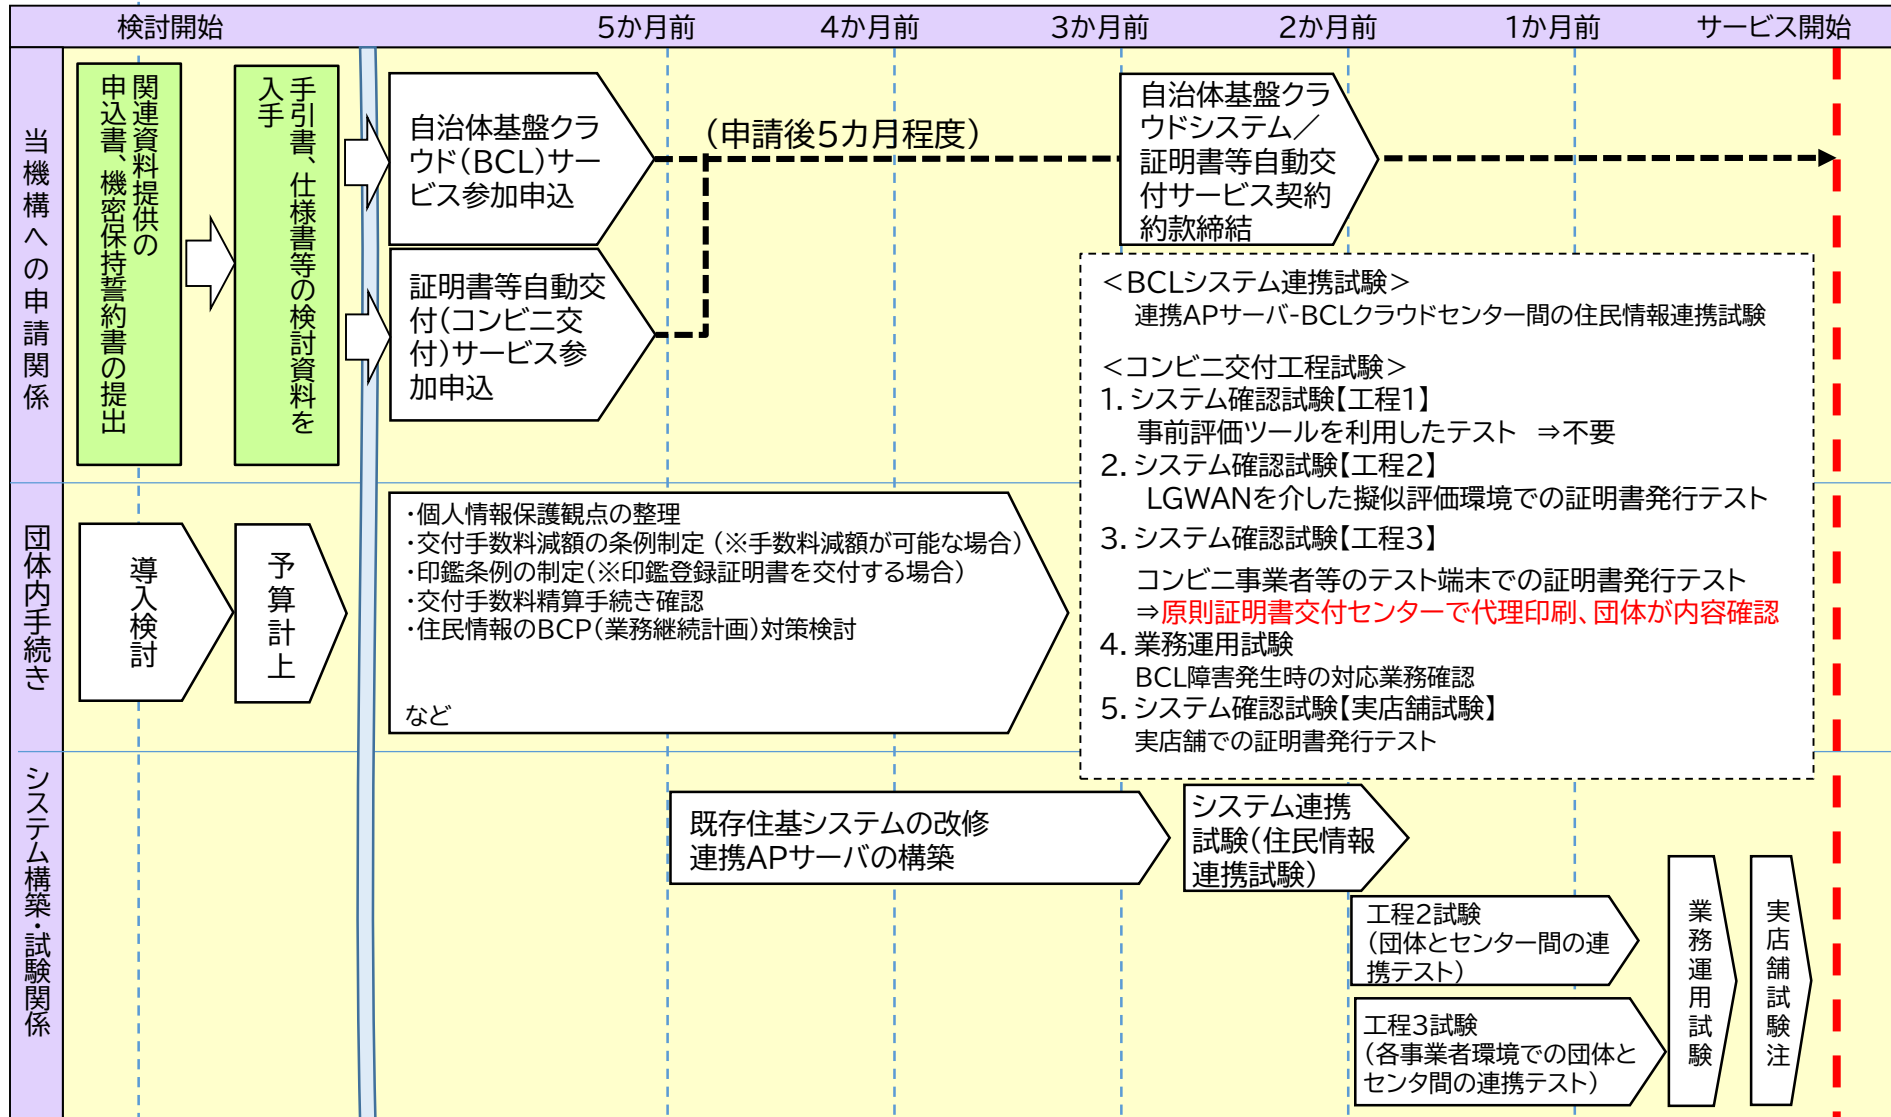 検討開始
5か月前
4か月前
3か月前
2か月前
1か月前
サービス開始
当機構への申請関係
関連資料提供の
申込書、機密保持誓約書の提出
手引書、仕様書等の検討資料を
入手
自治体基盤クラ
ウド(BCL)サー
ビス参加申込
証明書等自動交
付(コンビニ交
付)サービス参
加申込
(申請後5カ月程度)
自治体基盤クラ
ウドシステム/
証明書等自動交
付サービス契約
約款締結
<BCLシステム連携試験>
連携APサーバ-BCLクラウドセンター間の住民情報連携試験
<コンビニ交付工程試験>
1. システム確認試験【工程1】
事前評価ツールを利用したテスト ⇒不要
2. システム確認試験【工程2】
LGWANを介した擬似評価環境での証明書発行テスト
3. システム確認試験【工程3】
コンビニ事業者等のテスト端末での証明書発行テスト
⇒原則証明書交付センターで代理印刷、団体が内容確認
4. 業務運用試験
BCL障害発生時の対応業務確認
5. システム確認試験【実店舗試験】
実店舗での証明書発行テスト
団体内手続き
導入検討
予算計上
・個人情報保護観点の整理
・交付手数料減額の条例制定 (※手数料減額が可能な場合)
・印鑑条例の制定(※印鑑登録証明書を交付する場合)
・交付手数料精算手続き確認
・住民情報のBCP(業務継続計画)対策検討
など
システム構築・試験関係
既存住基システムの改修
連携APサーバの構築
システム連携
試験(住民情報
連携試験)
工程2試験
(団体とセンター間の連
携テスト)
工程3試験
(各事業者環境での団体と
センタ間の連携テスト)
業務運用試験
実店舗試験注